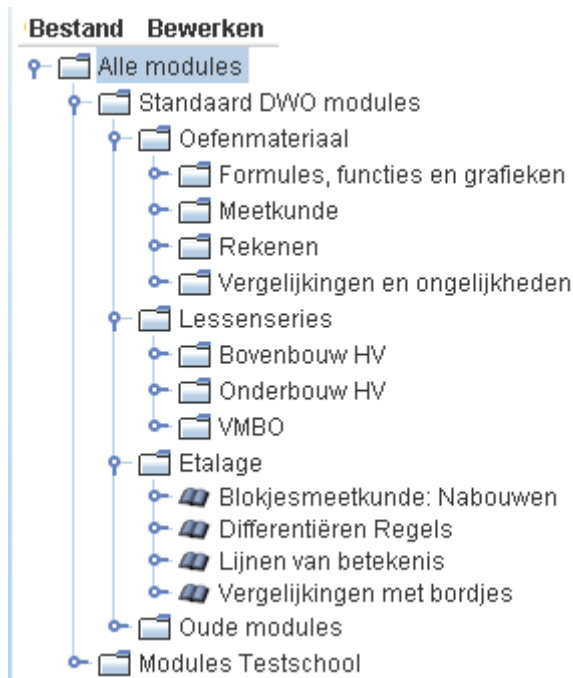 Bestand Bewerken
Alle modules
Standaard DWO modules
Oefenmateriaal
Formules, functies en grafieken
Meetkunde
Rekenen
Vergelijkingen en ongelijkheden
Lessenseries
Bovenbouw HV
Onderbouw HV
VMBO
Etalage
Blokjesmeetkunde: Nabouwen
Differentiëren Regels
Lijnen van betekenis
Vergelijkingen met bordjes
Oude modules
Modules Testschool